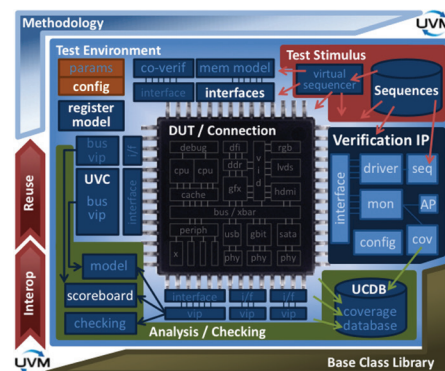 Methodology
UVM
Test Environment
Test Stimulus
params
config
co-verif
mem model
virtual
sequencer
interface
interfaces
Sequences
register
model
DUT / Connection
Verification IP
debug
dfi
rgb
cpu
cpu
ddr
vid
lvds
gfx
hdmi
cache
bus / xbar
periph
usb
gbit
sata
x
phy
phy
phy
bus
vip
i/f
UVC
bus
vip
interface
interface
driver
seq
mon
AP
config
cov
Reuse
Interop
model
scoreboard
checking
interface
i/f
i/f
vip
vip
vip
UCDB
coverage
database
Analysis / Checking
UVM
Base Class Library